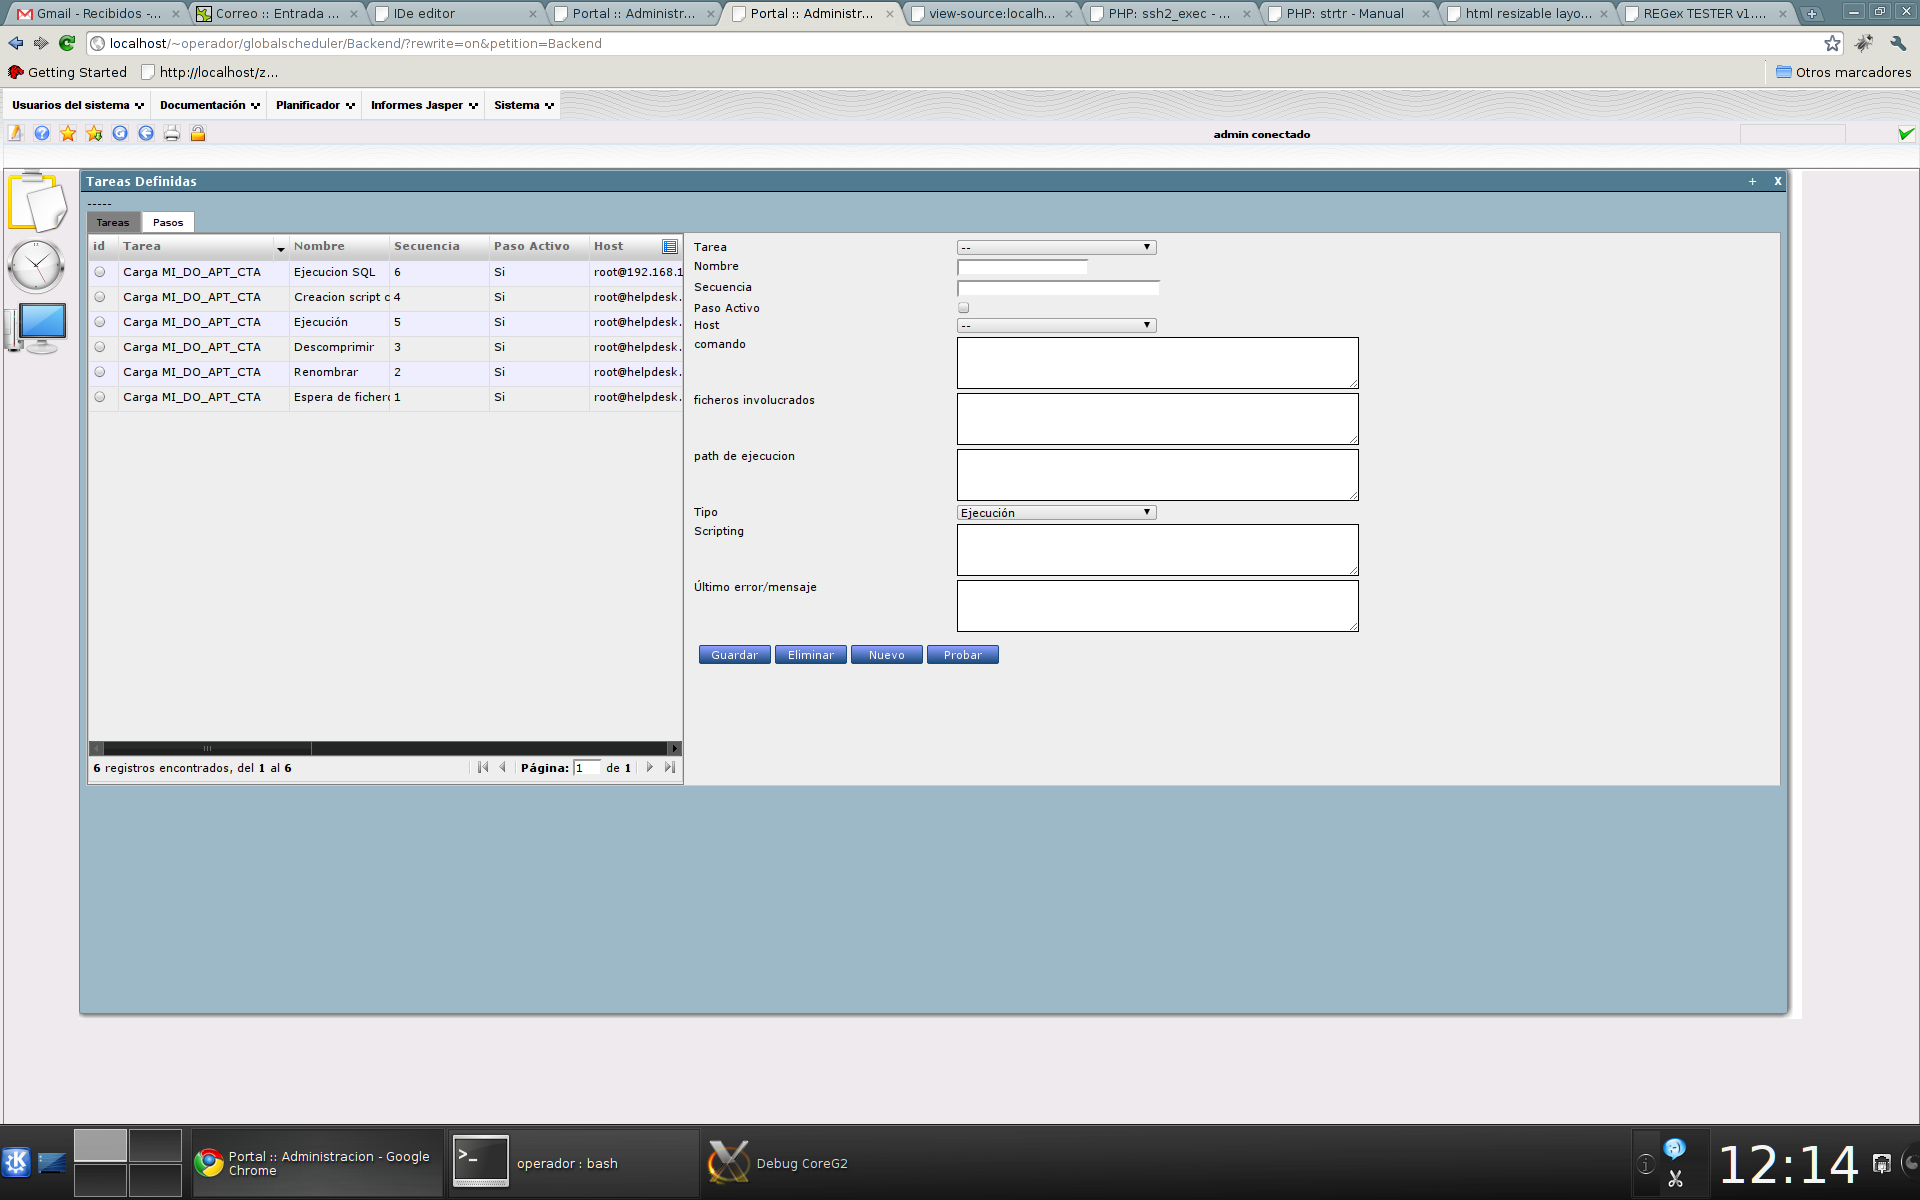 Gmail - Recibidos -...
Correo :: Entrada ...
IDe editor
Portal :: Administr...
Portal :: Administr...
view-source:localh...
PHP: ssh2_exec - ...
PHP: strtr - Manual
html resizable layo...
REGex TESTER v1....
localhost/~operador/globalscheduler/Backend/?rewrite=on&petition=Backend
Getting Started
http://localhost/z...
Otros marcadores
Usuarios del sistema
Documentación
Planificador
Informes Jasper
Sistema
admin conectado
Tareas Definidas
+ X
-----
Tareas
Pasos
id Tarea Nombre Secuencia Paso Activo Host
Carga MI_DO_APT_CTA Ejecucion SQL 6 Si root@192.168.1
Carga MI_DO_APT_CTA Creacion script c 4 Si root@helpdesk.
Carga MI_DO_APT_CTA Ejecución 5 Si root@helpdesk.
Carga MI_DO_APT_CTA Descomprimir 3 Si root@helpdesk.
Carga MI_DO_APT_CTA Renombrar 2 Si root@helpdesk.
Carga MI_DO_APT_CTA Espera de ficher 1 Si root@helpdesk.
6 registros encontrados, del 1 al 6
Página: 1 de 1
Tarea --
Nombre
Secuencia
Paso Activo
Host --
comando
ficheros involucrados
path de ejecucion
Tipo Ejecución
Scripting
Último error/mensaje
Guardar Eliminar Nuevo Probar
Portal :: Administracion - Google
Chrome
operador : bash
Debug CoreG2
12:14